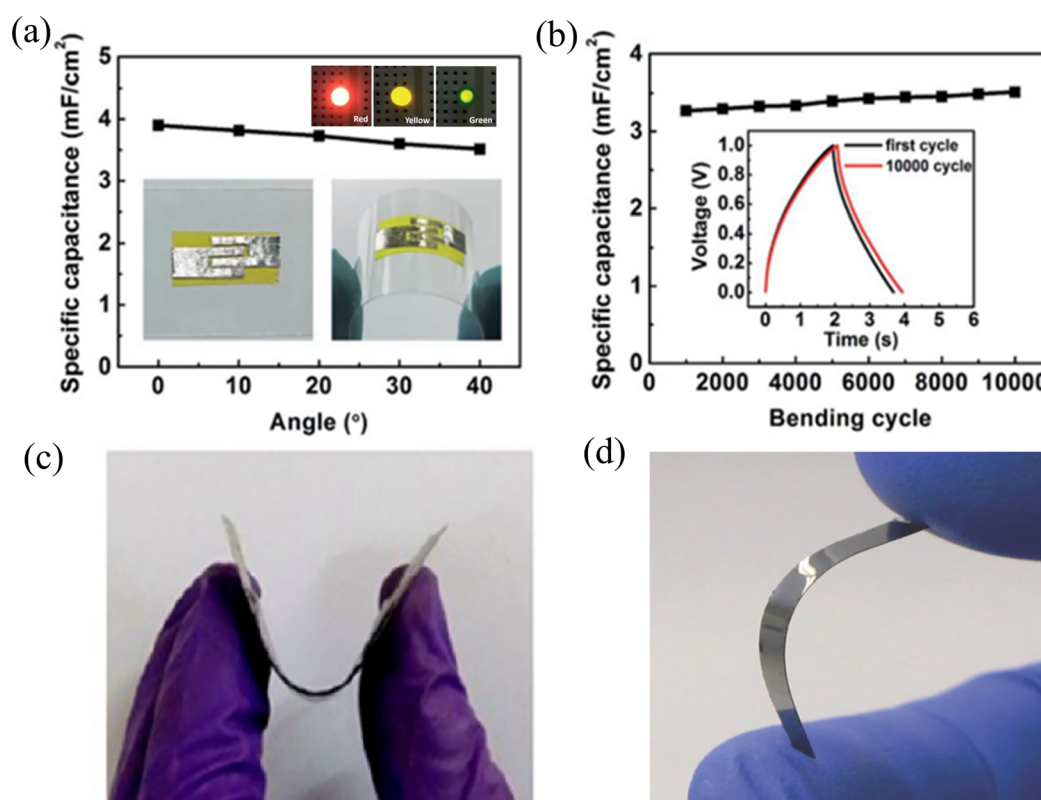 (a)
Specific capacitance (mF/cm²)
5
4
3
2
1
0
Red
Yellow
Green
0 10 20 30 40
Angle (°)
(b)
Specific capacitance (mF/cm²)
4
3
2
1
0
first cycle
10000 cycle
Voltage (V)
1.0
0.8
0.6
0.4
0.2
0.0
0 1 2 3 4 5 6
Time (s)
0 2000 4000 6000 8000 10000
Bending cycle
(c)
(d)